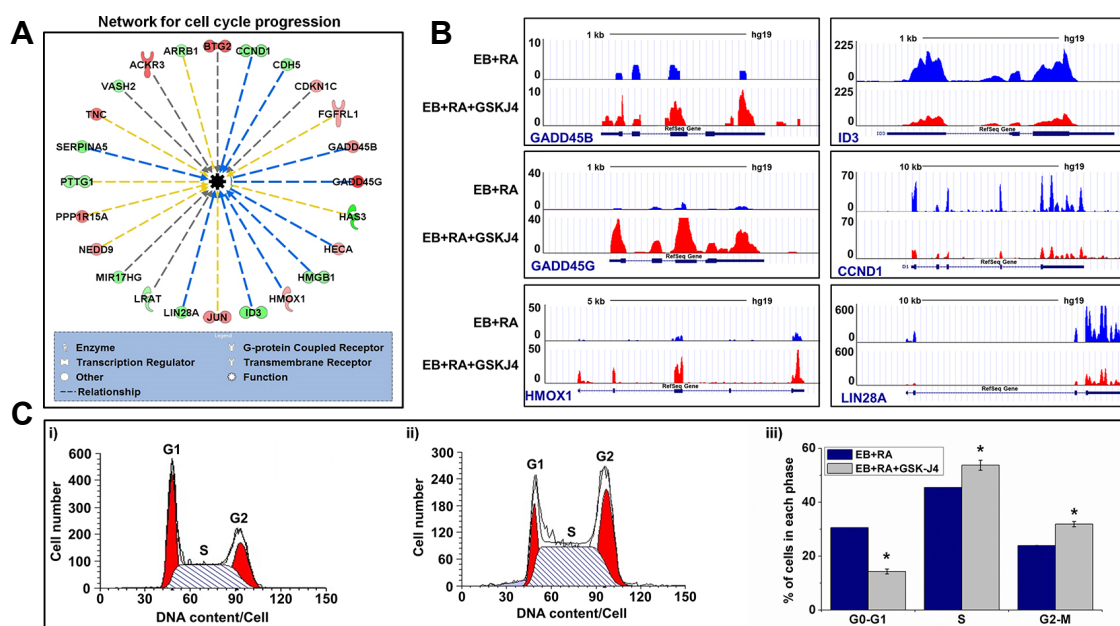 A
Network for cell cycle progression
BTG2
ARRB1
CCND1
ACKR3
CDH5
VASH2
CDKN1C
TNC
FGFRL1
SERPINA5
GADD45B
PTTG1
GADD45G
PPP1R15A
HAS3
NEDD9
HECA
MIR17HG
HMGB1
LRAT
HMOX1
LIN28A
ID3
JUN
Legend
Enzyme
G-protein Coupled Receptor
Transcription Regulator
Transmembrane Receptor
Other
Function
Relationship
B
1 kb hg19
10
EB+RA
0
10
EB+RA+GSKJ4
0
RefSeq Gene
GADD45B
1 kb hg19
225
0
225
0
RefSeq Gene
ID3
ID3
1 kb hg19
40
EB+RA
0
40
EB+RA+GSKJ4
0
RefSeq Gene
GADD45G
10 kb hg19
70
0
70
0
RefSeq Gene
D1
CCND1
5 kb hg19
50
EB+RA
0
50
EB+RA+GSKJ4
0
RefSeq Gene
HMOX1
10 kb hg19
600
0
600
0
RefSeq Gene
LIN28A
C
i)
G1
G2
S
Cell number
600
500
400
300
200
100
0
0 30 60 90 120 150
DNA content/Cell
ii)
G1
G2
S
Cell number
300
240
180
120
60
0
0 30 60 90 120 150
DNA content/Cell
iii)
EB+RA
EB+RA+GSK-J4
% of cells in each phase
60
40
20
0
* * *
G0-G1 S G2-M